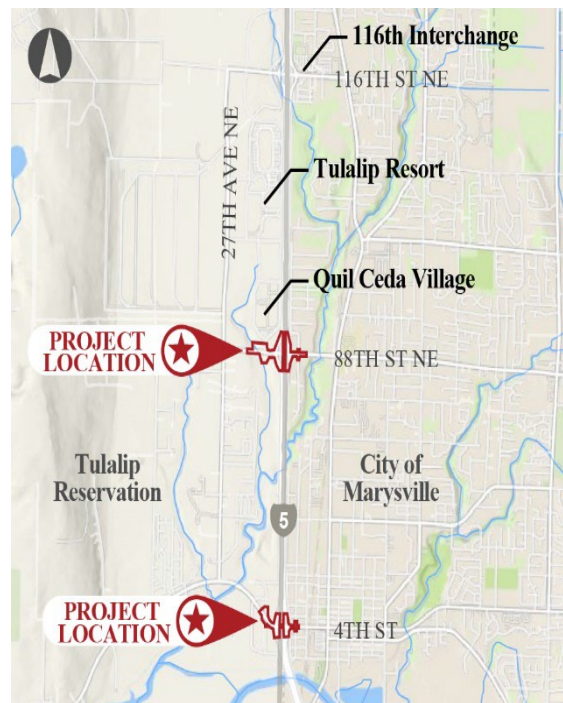 116th Interchange
116TH ST NE
27TH AVE NE
Tulalip Resort
Quil Ceda Village
PROJECT
LOCATION
88TH ST NE
Tulalip
Reservation
City of
Marysville
5
PROJECT
LOCATION
4TH ST